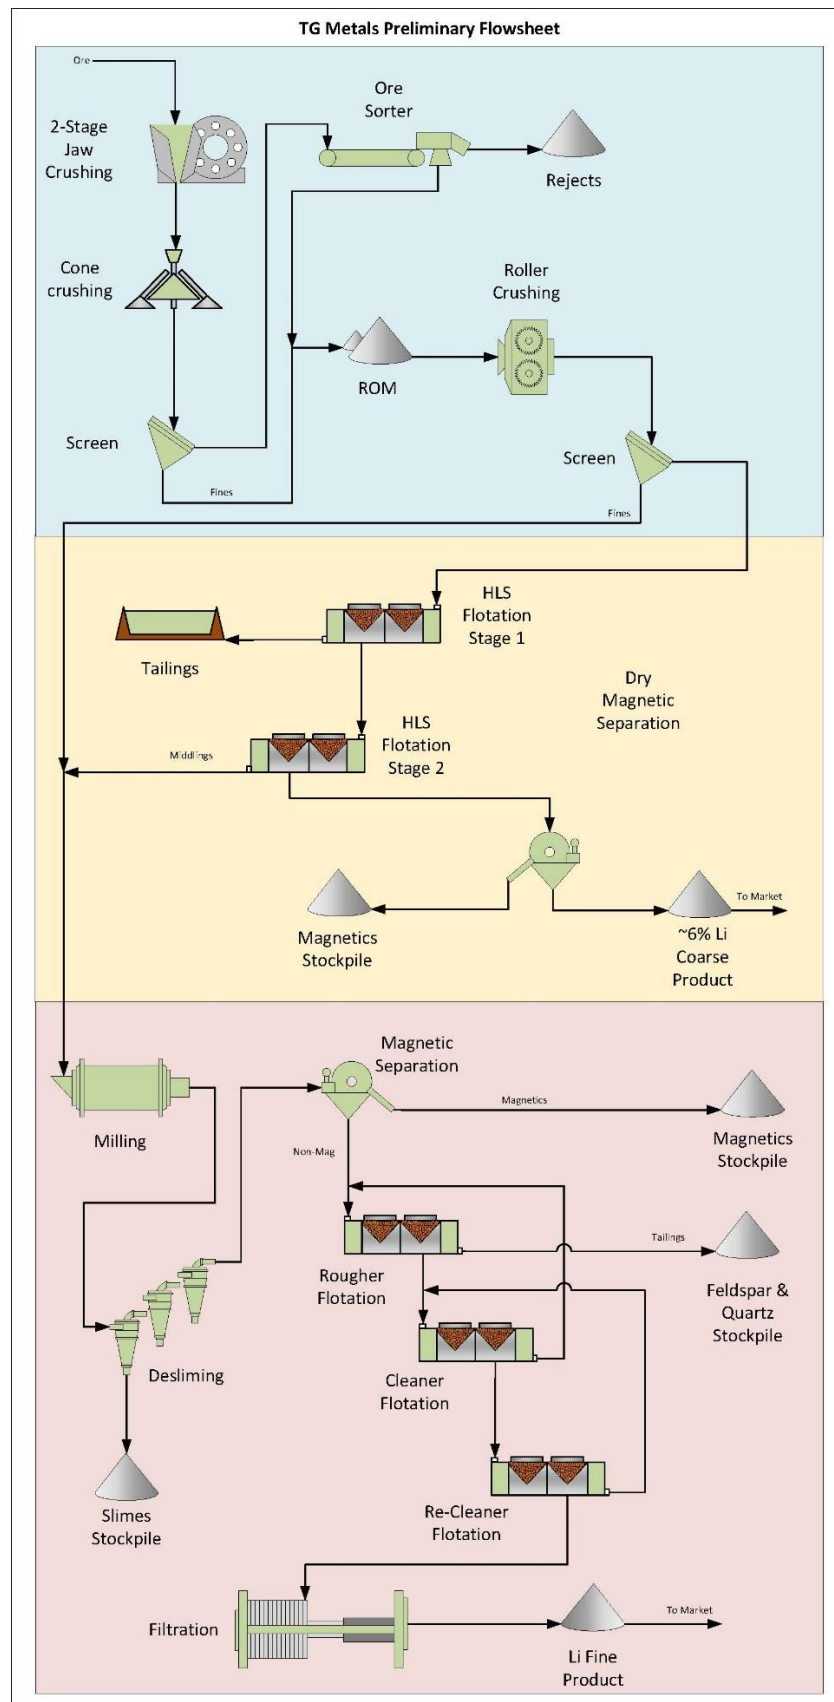 TG Metals Preliminary Flowsheet
Ore
2-Stage
Jaw
Crushing
Ore
Sorter
Rejects
Cone
crushing
Roller
Crushing
ROM
Screen
Fines
Screen
Fines
HLS
Flotation
Stage 1
Tailings
Dry
Magnetic
Separation
HLS
Flotation
Stage 2
Middlings
Magnetics
Stockpile
To Market
~6% Li
Coarse
Product
Magnetic
Separation
Milling
Magnetics
Magnetics
Stockpile
Non-Mag
Rougher
Flotation
Tailings
Feldspar &
Quartz
Stockpile
Desliming
Cleaner
Flotation
Slimes
Stockpile
Re-Cleaner
Flotation
Filtration
To Market
Li Fine
Product